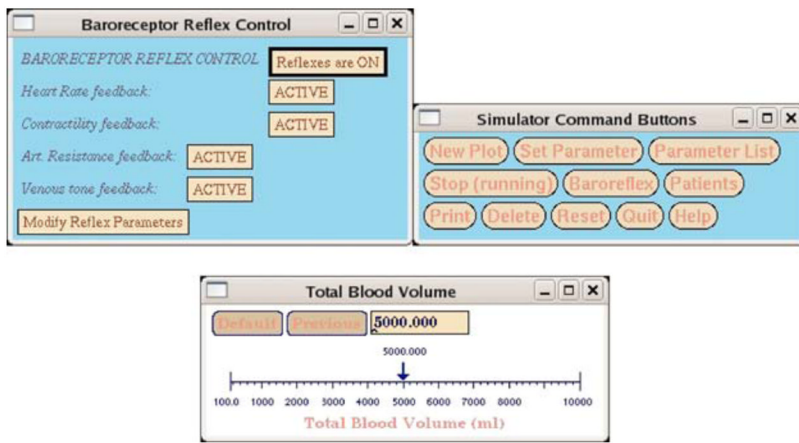 Baroreceptor Reflex Control
BARORECEPTOR REFLEX CONTROL Reflexes are ON
Heart Rate feedback: ACTIVE
Contractility feedback: ACTIVE
Art. Resistance feedback: ACTIVE
Venous tone feedback: ACTIVE
Modify Reflex Parameters
Simulator Command Buttons
New Plot Set Parameter Parameter List
Stop (running) Baroreflex Patients
Print Delete Reset Quit Help
Total Blood Volume
Default Previous 5000.000
5000.000
100.0 1000 2000 3000 4000 5000 6000 7000 8000 10000
Total Blood Volume (ml)